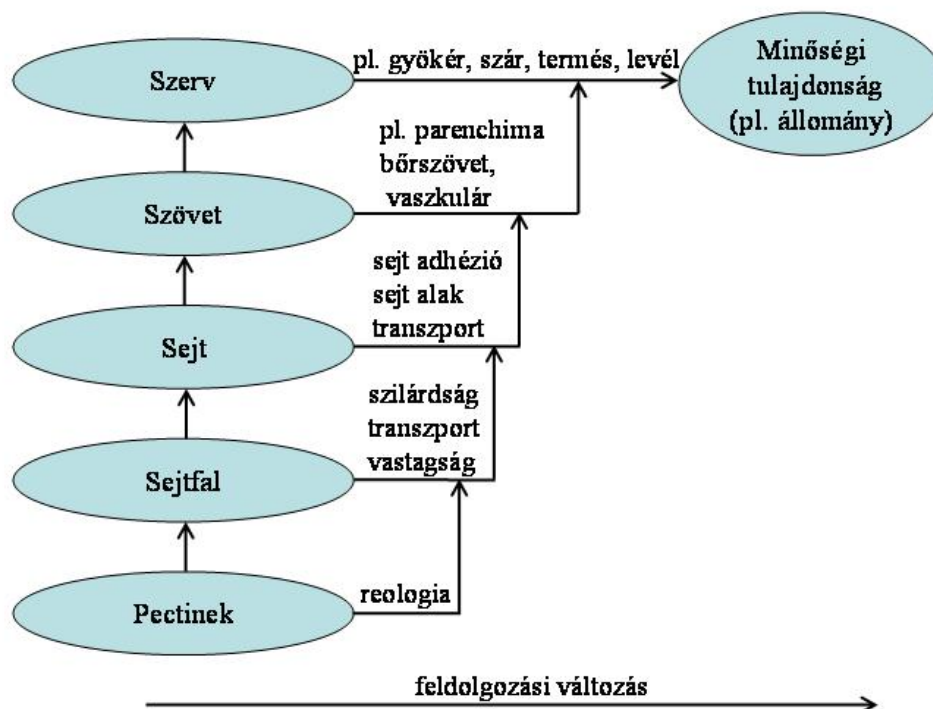 Szerv
pl. gyökér, szár, termés, levél
Minőségi
tulajdonság
(pl. állomány)
Szövet
pl. parenchima
bőrszövet,
vaszkulár
Sejt
sejt adhézió
sejt alak
transzport
Sejtfal
szilárdság
transzport
vastagság
Pectinek
reologia
feldolgozási változás